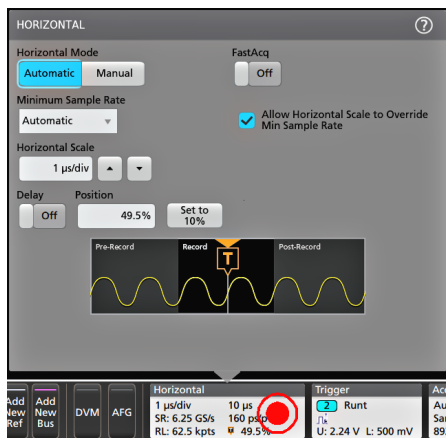 HORIZONTAL
?
Horizontal Mode
FastAcq
Automatic Manual
Off
Minimum Sample Rate
Automatic
Allow Horizontal Scale to Override
Min Sample Rate
Horizontal Scale
1 µs/div
Delay Position
Off 49.5% Set to
10%
Pre-Record Record Post-Record
T
Add
New
Ref
Add
New
Bus
DVM
AFG
Horizontal
1 µs/div 10 µs
SR: 6.25 GS/s 160 ps/p
RL: 62.5 kpts 49.5%
Trigger
2 Runt
U: 2.24 V L: 500 mV